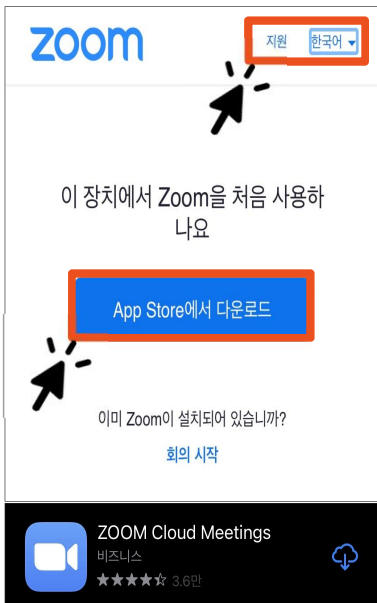 zoom
지원 한국어
이 장치에서 Zoom을 처음 사용하
나요
App Store에서 다운로드
이미 Zoom이 설치되어 있습니까?
회의 시작
ZOOM Cloud Meetings
비즈니스
3.6만